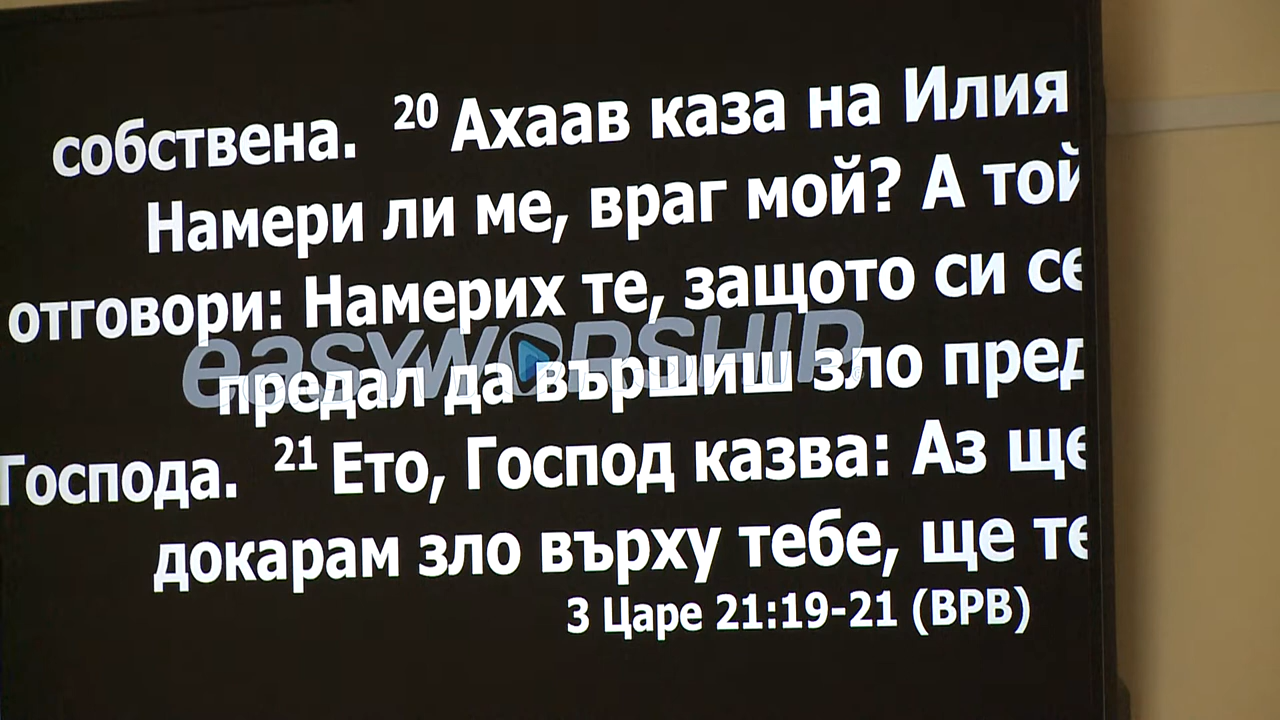 собствена. 20 Ахаав каза на Илия
Намери ли ме, враг мой? А той
отговори: Намерих те, защото си се
easyworship
предал да вършиш зло пред
Господа. 21 Ето, Господ казва: Аз ще
докарам зло върху тебе, ще те
3 Царе 21:19-21 (ВРВ)